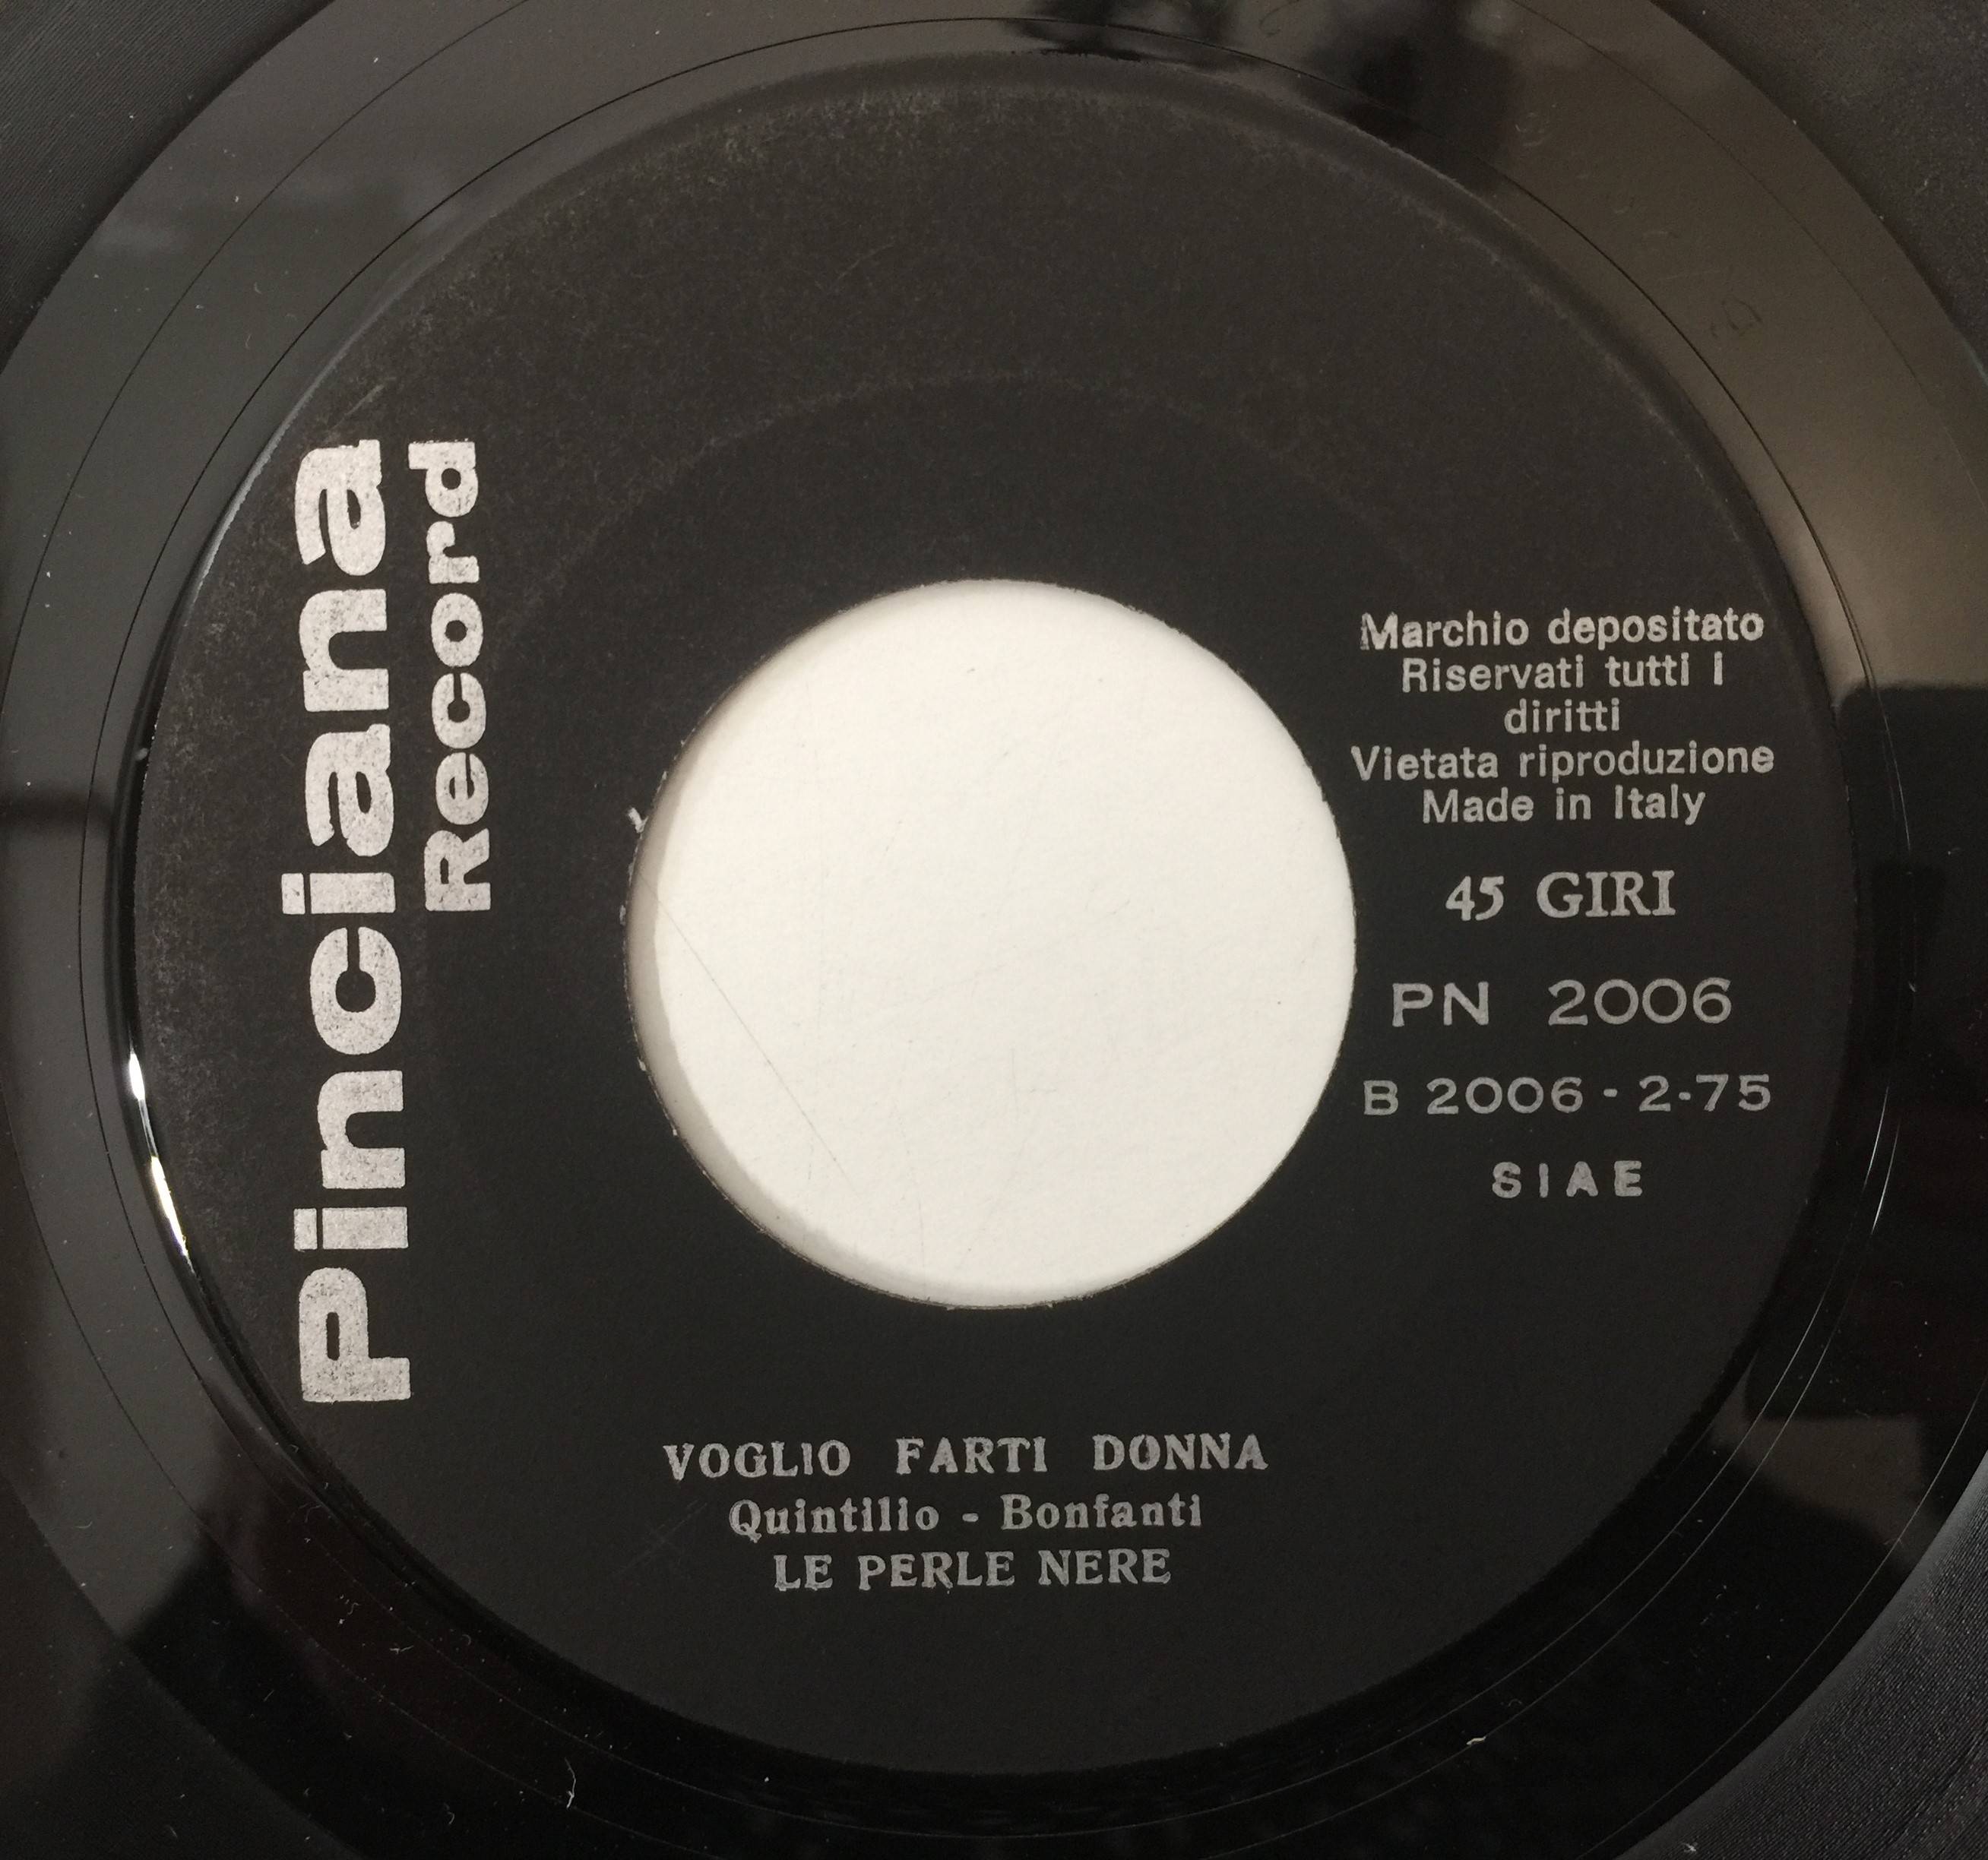 Pinciana
Record
Marchio depositato
Riservati tutti i
diritti
Vietata riproduzione
Made in Italy
45 GIRI
PN 2006
B 2006 - 2-75
SIAE
VOGLIO FARTI DONNA
Quintilio - Bonfanti
LE PERLE NERE